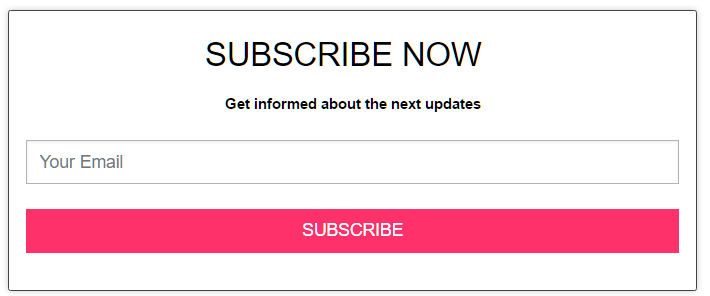 SUBSCRIBE NOW
Get informed about the next updates
Your Email
SUBSCRIBE